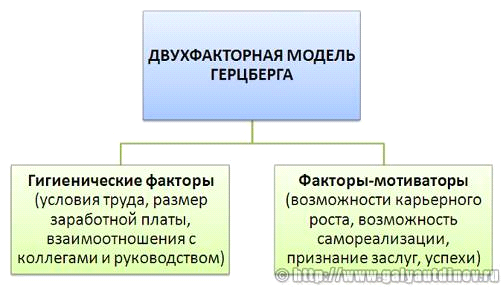 ДВУХФАКТОРНАЯ МОДЕЛЬ
ГЕРЦБЕРГА
Гигиенические факторы
(условия труда, размер
заработной платы,
взаимоотношения с
коллегами и руководством)
Факторы-мотиваторы
(возможности карьерного
роста, возможность
самореализации,
признание заслуг, успехи)
© http://www.galyautdinov.ru